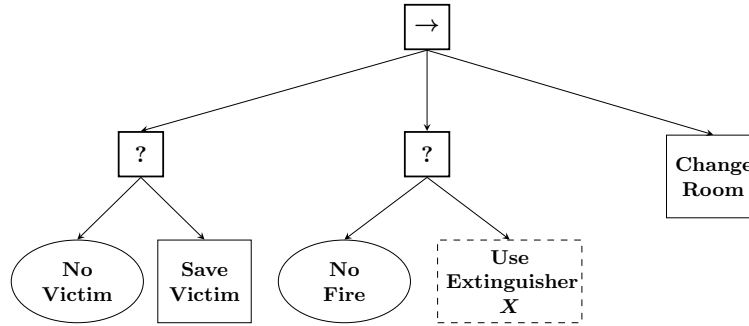 →
?
?
Change
Room
No
Victim
Save
Victim
No
Fire
Use
Extinguisher
X